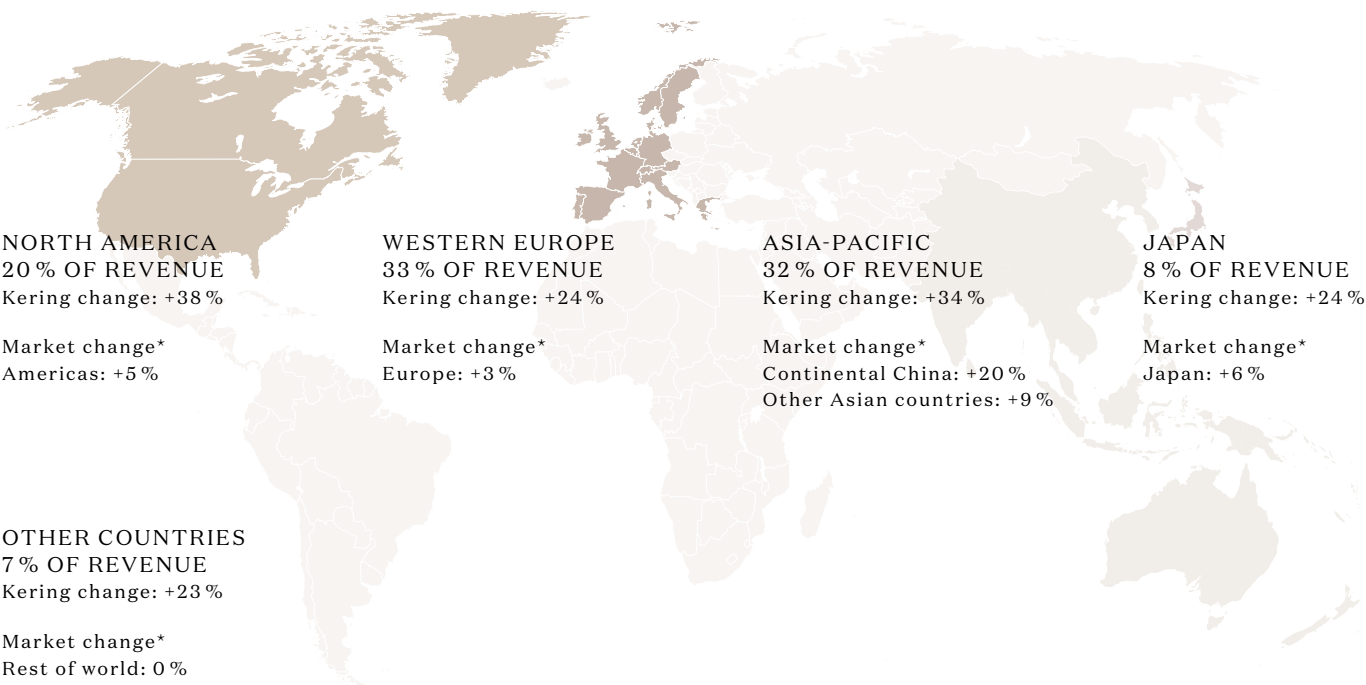 NORTH AMERICA
20 % OF REVENUE
Kering change: +38 %
Market change*
Americas: +5 %
WESTERN EUROPE
33 % OF REVENUE
Kering change: +24 %
Market change*
Europe: +3 %
ASIA-PACIFIC
32 % OF REVENUE
Kering change: +34 %
Market change*
Continental China: +20 %
Other Asian countries: +9 %
JAPAN
8 % OF REVENUE
Kering change: +24 %
Market change*
Japan: +6 %
OTHER COUNTRIES
7 % OF REVENUE
Kering change: +23 %
Market change*
Rest of world: 0 %